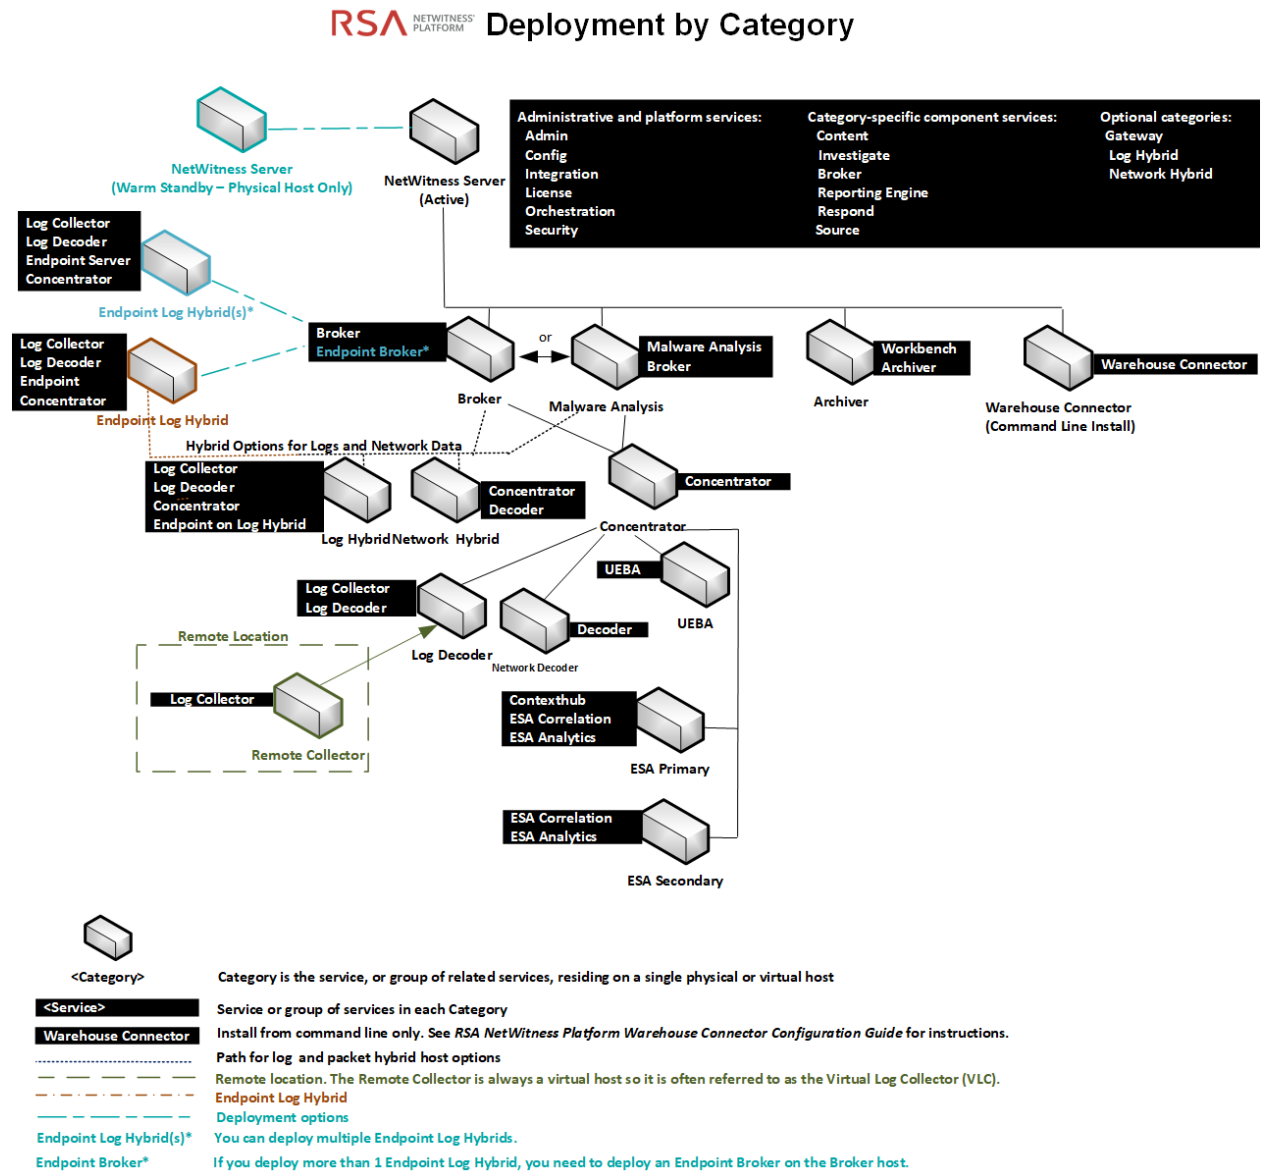 RSA NETWITNESS® PLATFORM Deployment by Category
NetWitness Server
(Warm Standby – Physical Host Only)
NetWitness Server
(Active)
Administrative and platform services:
Admin
Config
Integration
License
Orchestration
Security
Category-specific component services:
Content
Investigate
Broker
Reporting Engine
Respond
Source
Optional categories:
Gateway
Log Hybrid
Network Hybrid
Log Collector
Log Decoder
Endpoint Server
Concentrator
Endpoint Log Hybrid(s)*
Log Collector
Log Decoder
Endpoint
Concentrator
Endpoint Log Hybrid
Broker
Endpoint Broker*
Broker
or
Malware Analysis
Broker
Malware Analysis
Workbench
Archiver
Archiver
Warehouse Connector
Warehouse Connector
(Command Line Install)
Hybrid Options for Logs and Network Data
Log Collector
Log Decoder
Concentrator
Endpoint on Log Hybrid
Log Hybrid
Concentrator
Decoder
Network Hybrid
Concentrator
Concentrator
Log Collector
Log Decoder
Log Decoder
Decoder
Network Decoder
UEBA
UEBA
Remote Location
Log Collector
Remote Collector
Contexthub
ESA Correlation
ESA Analytics
ESA Primary
ESA Correlation
ESA Analytics
ESA Secondary
<Category> Category is the service, or group of related services, residing on a single physical or virtual host
<Service> Service or group of services in each Category
Warehouse Connector Install from command line only. See RSA NetWitness Platform Warehouse Connector Configuration Guide for instructions.
Path for log and packet hybrid host options
Remote location. The Remote Collector is always a virtual host so it is often referred to as the Virtual Log Collector (VLC).
Endpoint Log Hybrid
Deployment options
Endpoint Log Hybrid(s)* You can deploy multiple Endpoint Log Hybrids.
Endpoint Broker* If you deploy more than 1 Endpoint Log Hybrid, you need to deploy an Endpoint Broker on the Broker host.